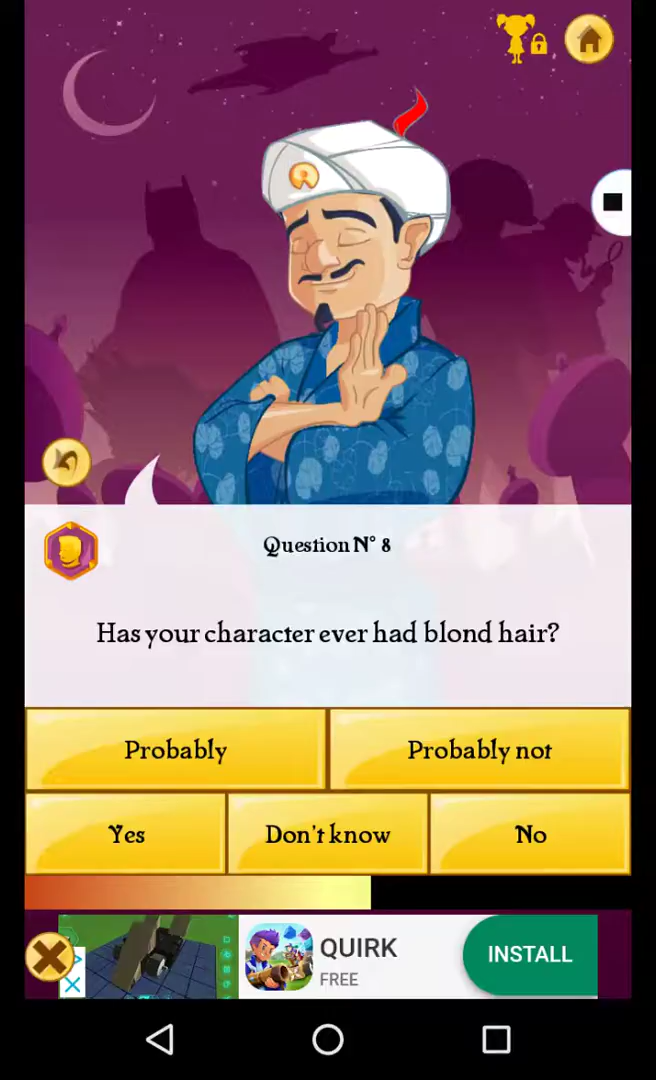 Question N° 8
Has your character ever had blond hair?
Probably
Probably not
Yes
Don't know
No
QUIRK
FREE
INSTALL